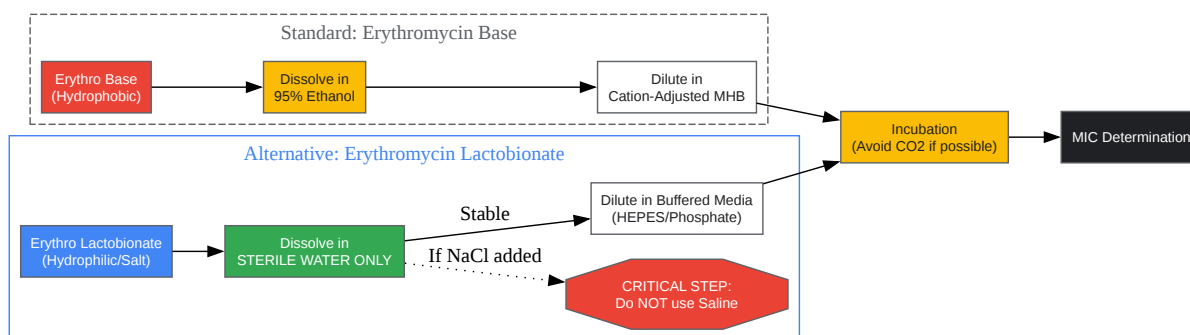 Standard: Erythromycin Base
Erythro Base
(Hydrophobic)
Dissolve in
95% Ethanol
Dilute in
Cation-Adjusted MHB
Incubation
(Avoid CO2 if possible)
MIC Determination
Alternative: Erythromycin Lactobionate
Erythro Lactobionate
(Hydrophilic/Salt)
Dissolve in
STERILE WATER ONLY
Stable
Dilute in Buffered Media
(HEPES/Phosphate)
If NaCl added
CRITICAL STEP:
Do NOT use Saline